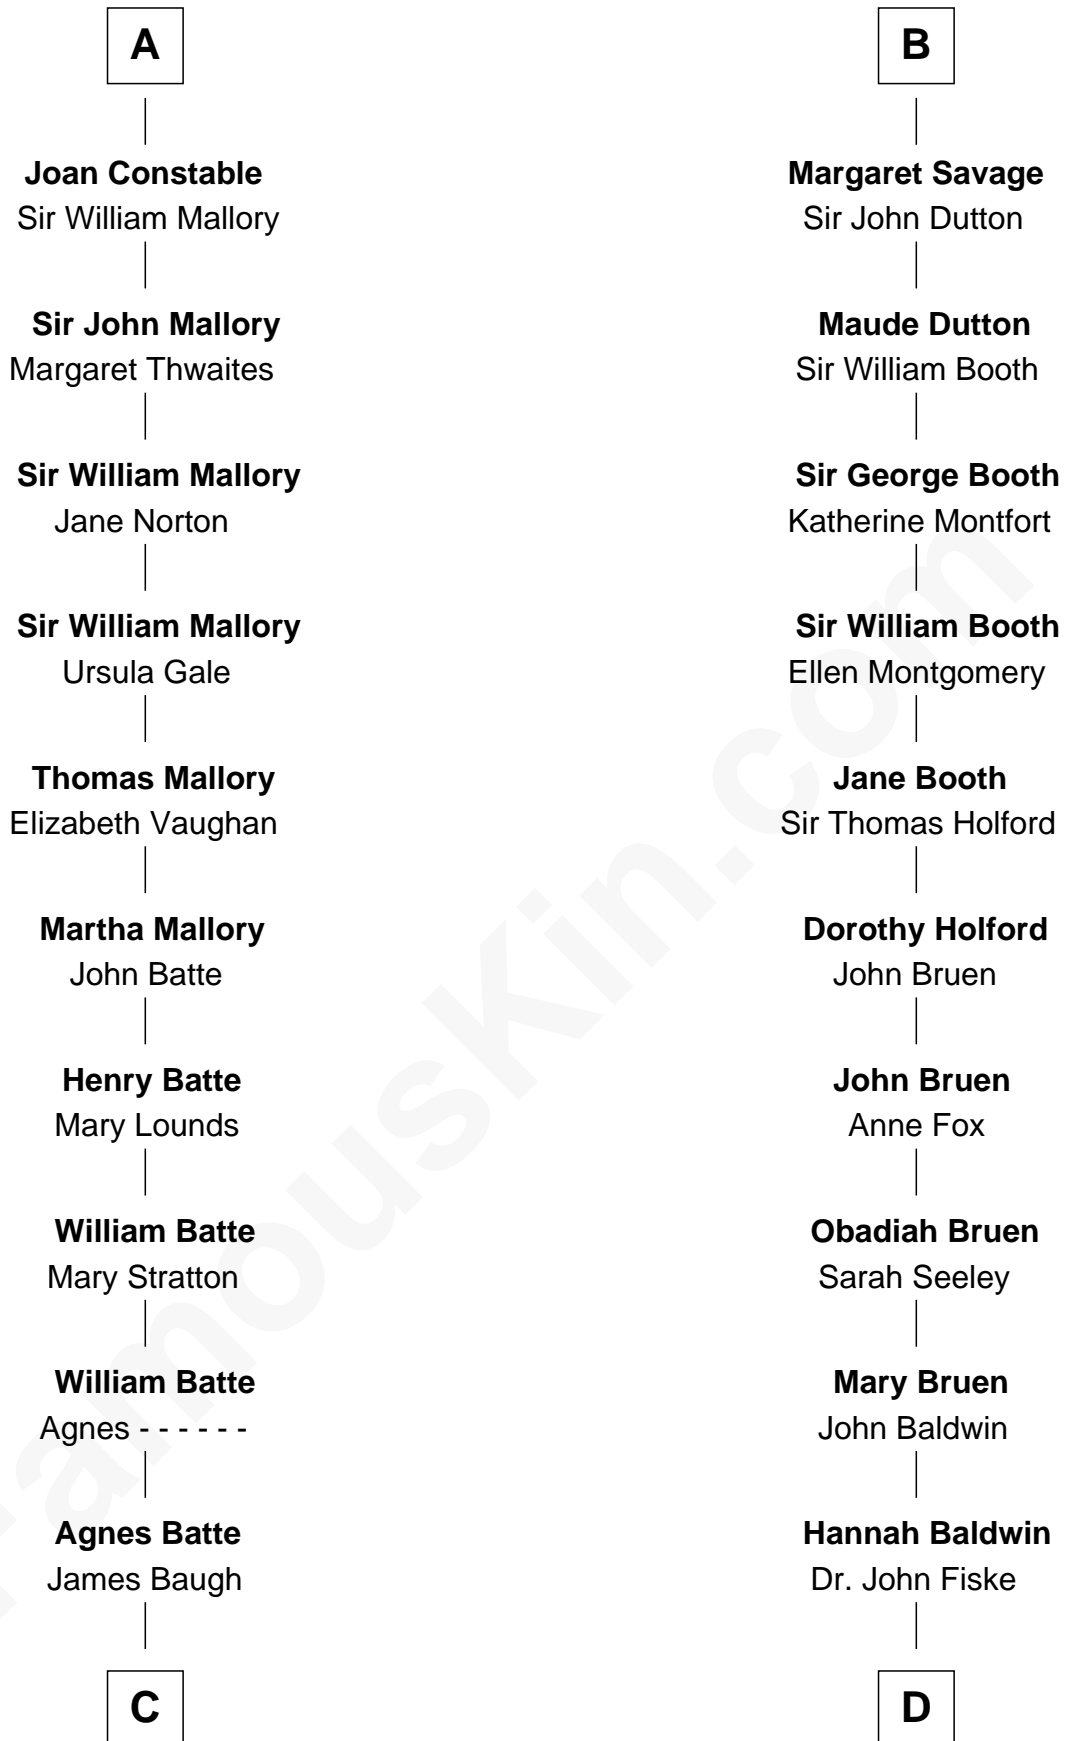 A
Joan Constable
Sir William Mallory
Sir John Mallory
Margaret Thwaites
Sir William Mallory
Jane Norton
Sir William Mallory
Ursula Gale
Thomas Mallory
Elizabeth Vaughan
Martha Mallory
John Batte
Henry Batte
Mary Lounds
William Batte
Mary Stratton
William Batte
Agnes - - - - - -
Agnes Batte
James Baugh
C
B
Margaret Savage
Sir John Dutton
Maude Dutton
Sir William Booth
Sir George Booth
Katherine Montfort
Sir William Booth
Ellen Montgomery
Jane Booth
Sir Thomas Holford
Dorothy Holford
John Bruen
John Bruen
Anne Fox
Obadiah Bruen
Sarah Seeley
Mary Bruen
John Baldwin
Hannah Baldwin
Dr. John Fiske
D
FamousKin.com